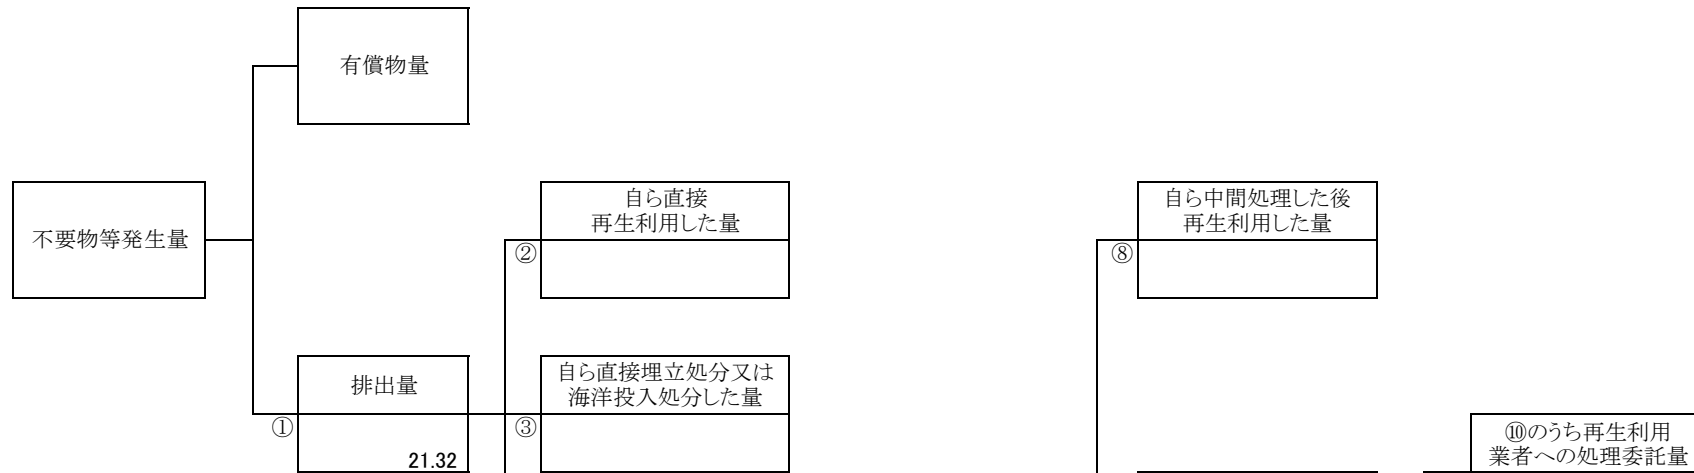 有償物量
不要物等発生量
自ら直接
再生利用した量
②
自ら中間処理した後
再生利用した量
⑧
排出量
①
21.32
自ら直接埋立処分又は
海洋投入処分した量
③
⑩のうち再生利用
業者への処理委託量